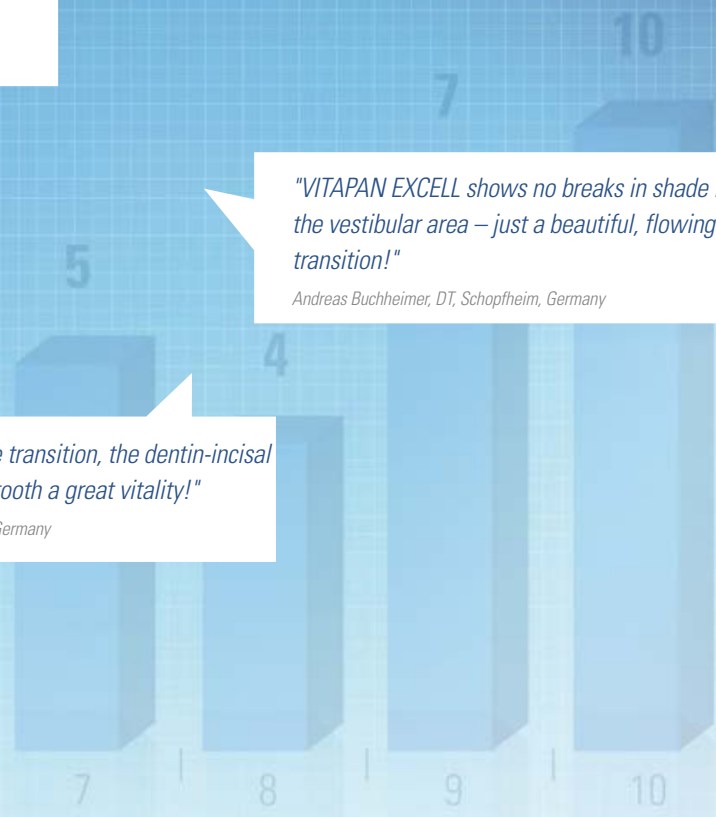 10
7
"VITAPAN EXCELL shows no breaks in shade
the vestibular area – just a beautiful, flowing
transition!"
Andreas Buchheimer, DT, Schopfheim, Germany
5
4
transition, the dentin-incisal
a great vitality!"
Germany
7 8 9 10